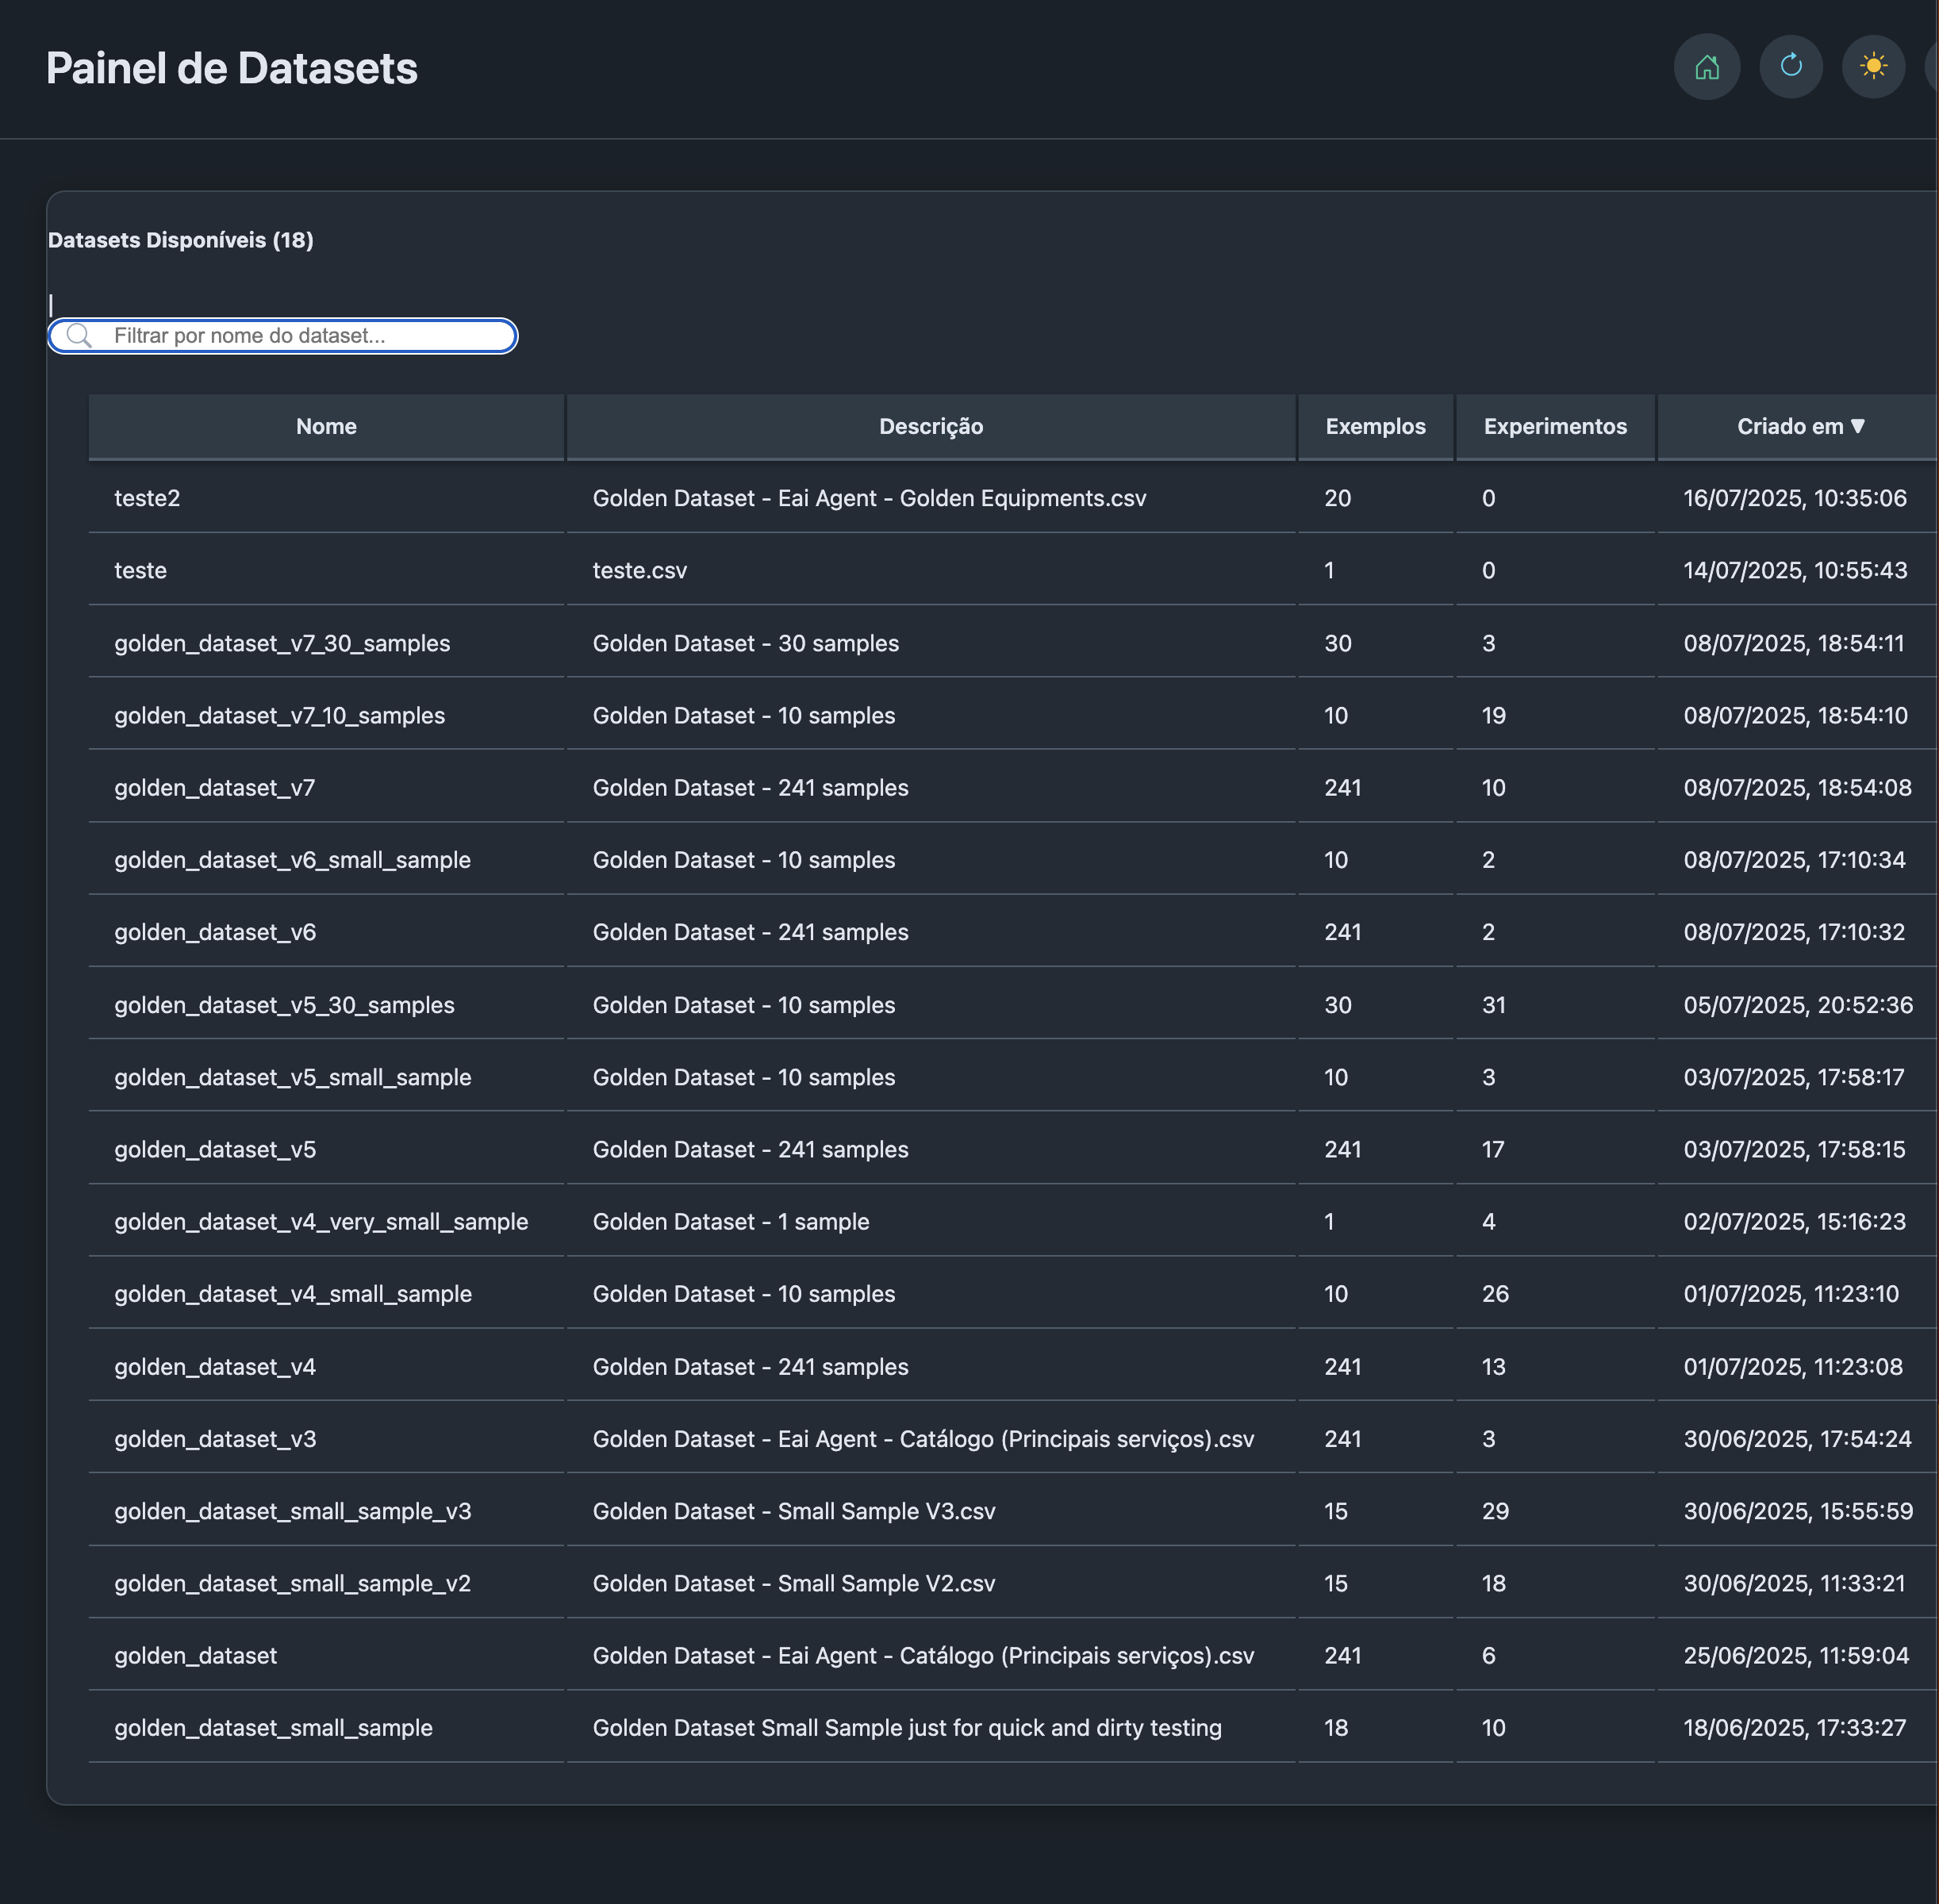 Painel de Datasets
Datasets Disponíveis (18)
Filtrar por nome do dataset...
Nome Descrição Exemplos Experimentos Criado em ▼
teste2 Golden Dataset - Eai Agent - Golden Equipments.csv 20 0 16/07/2025, 10:35:06
teste teste.csv 1 0 14/07/2025, 10:55:43
golden_dataset_v7_30_samples Golden Dataset - 30 samples 30 3 08/07/2025, 18:54:11
golden_dataset_v7_10_samples Golden Dataset - 10 samples 10 19 08/07/2025, 18:54:10
golden_dataset_v7 Golden Dataset - 241 samples 241 10 08/07/2025, 18:54:08
golden_dataset_v6_small_sample Golden Dataset - 10 samples 10 2 08/07/2025, 17:10:34
golden_dataset_v6 Golden Dataset - 241 samples 241 2 08/07/2025, 17:10:32
golden_dataset_v5_30_samples Golden Dataset - 10 samples 30 31 05/07/2025, 20:52:36
golden_dataset_v5_small_sample Golden Dataset - 10 samples 10 3 03/07/2025, 17:58:17
golden_dataset_v5 Golden Dataset - 241 samples 241 17 03/07/2025, 17:58:15
golden_dataset_v4_very_small_sample Golden Dataset - 1 sample 1 4 02/07/2025, 15:16:23
golden_dataset_v4_small_sample Golden Dataset - 10 samples 10 26 01/07/2025, 11:23:10
golden_dataset_v4 Golden Dataset - 241 samples 241 13 01/07/2025, 11:23:08
golden_dataset_v3 Golden Dataset - Eai Agent - Catálogo (Principais serviços).csv 241 3 30/06/2025, 17:54:24
golden_dataset_small_sample_v3 Golden Dataset - Small Sample V3.csv 15 29 30/06/2025, 15:55:59
golden_dataset_small_sample_v2 Golden Dataset - Small Sample V2.csv 15 18 30/06/2025, 11:33:21
golden_dataset Golden Dataset - Eai Agent - Catálogo (Principais serviços).csv 241 6 25/06/2025, 11:59:04
golden_dataset_small_sample Golden Dataset Small Sample just for quick and dirty testing 18 10 18/06/2025, 17:33:27